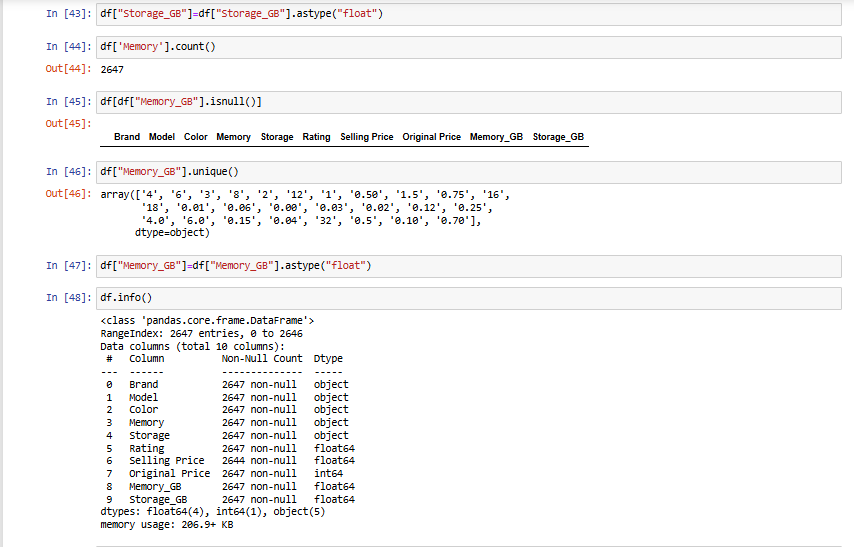 In [43]: df["Storage_GB"]=df["Storage_GB"].astype("float")
In [44]: df['Memory'].count()
Out[44]: 2647
In [45]: df[df["Memory_GB"].isnull()]
Out[45]:
Brand Model Color Memory Storage Rating Selling Price Original Price Memory_GB Storage_GB
In [46]: df["Memory_GB"].unique()
Out[46]: array(['4', '6', '3', '8', '2', '12', '1', '0.50', '1.5', '0.75', '16',
'18', '0.01', '0.06', '0.00', '0.03', '0.02', '0.12', '0.25',
'4.0', '6.0', '0.15', '0.04', '32', '0.5', '0.10', '0.70'],
dtype=object)
In [47]: df["Memory_GB"]=df["Memory_GB"].astype("float")
In [48]: df.info()
<class 'pandas.core.frame.DataFrame'>
RangeIndex: 2647 entries, 0 to 2646
Data columns (total 10 columns):
# Column Non-Null Count Dtype
--- ------ -------------- -----
0 Brand 2647 non-null object
1 Model 2647 non-null object
2 Color 2647 non-null object
3 Memory 2647 non-null object
4 Storage 2647 non-null object
5 Rating 2647 non-null float64
6 Selling Price 2644 non-null float64
7 Original Price 2647 non-null int64
8 Memory_GB 2647 non-null float64
9 Storage_GB 2647 non-null float64
dtypes: float64(4), int64(1), object(5)
memory usage: 206.9+ KB